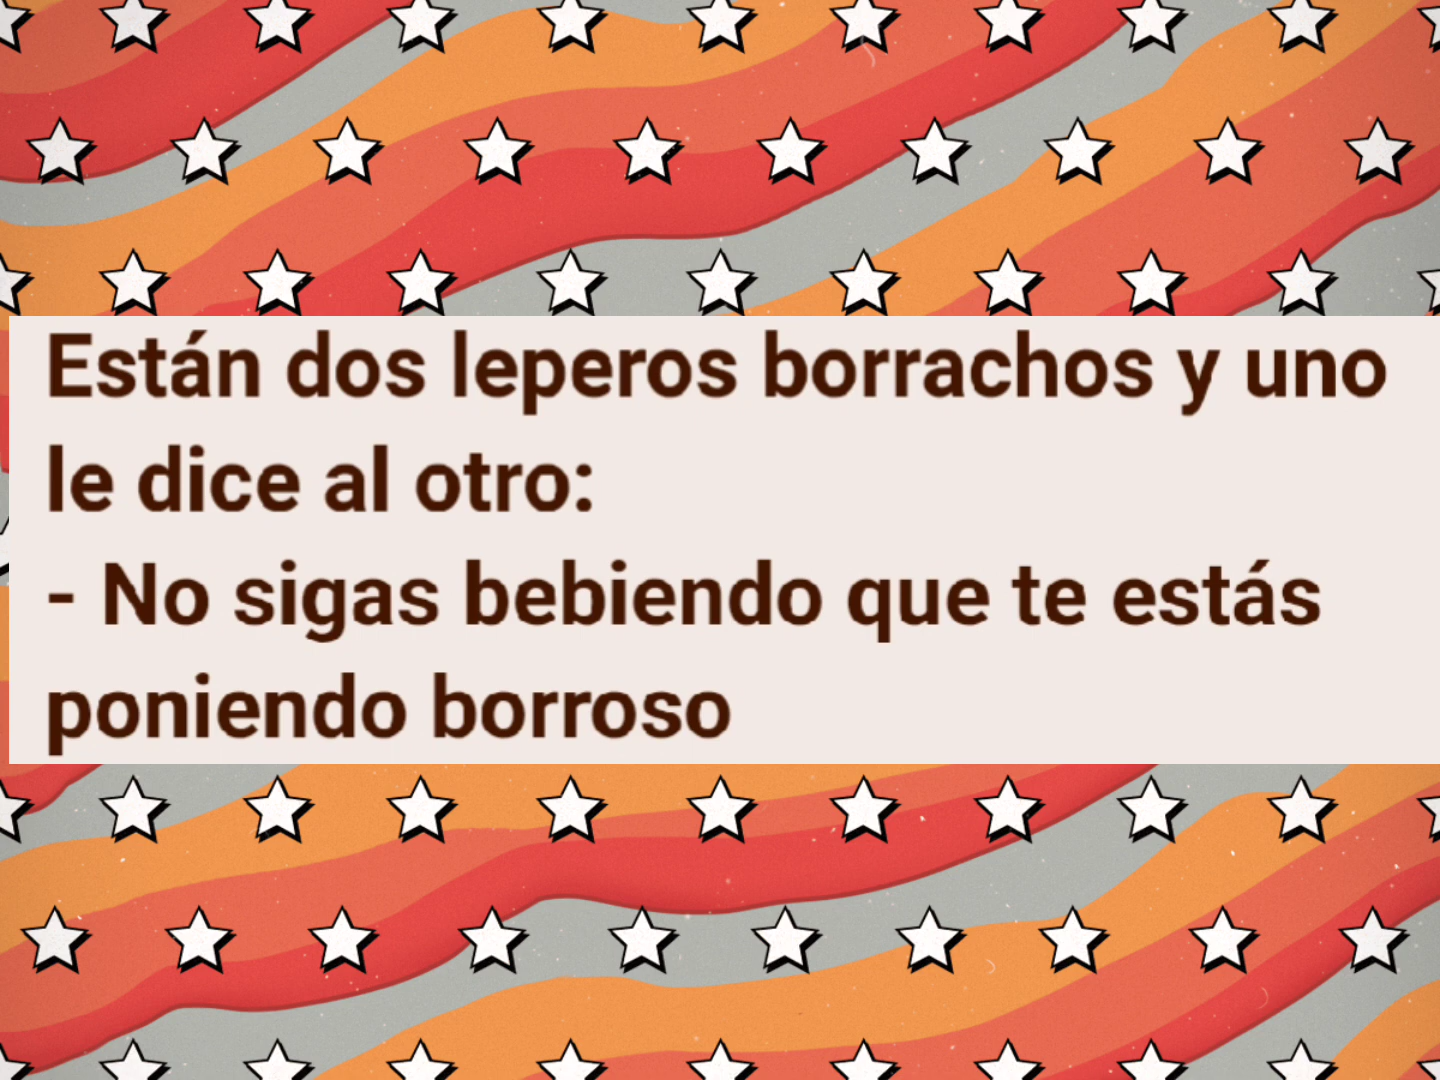 Están dos leperos borrachos y uno
le dice al otro:
- No sigas bebiendo que te estás
poniendo borroso